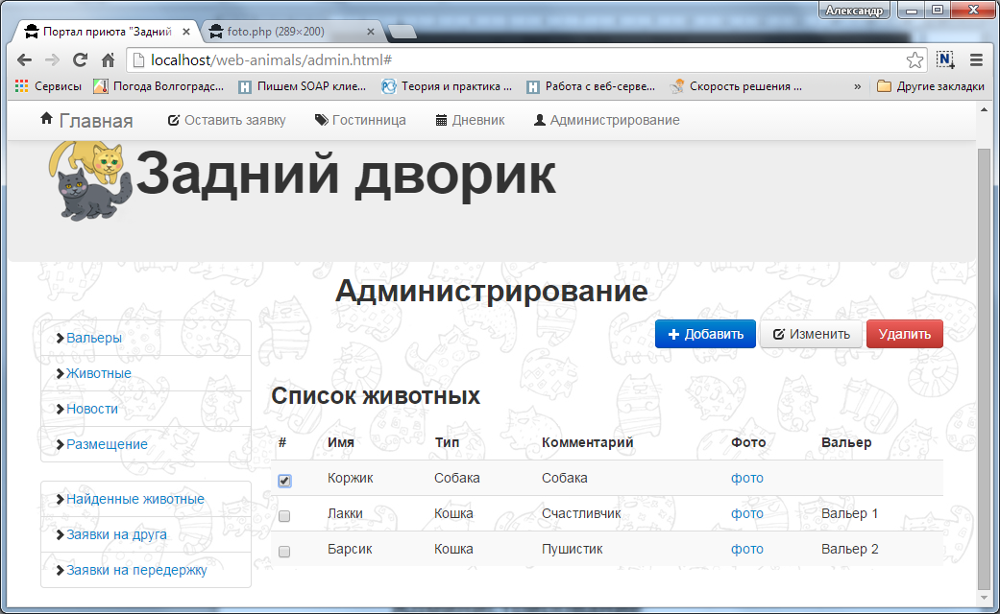 Александр
Портал приюта "Задний
foto.php (289×200)
localhost/web-animals/admin.html#
N
Сервисы
Погода Волгоградс...
H Пишем SOAP клие...
Теория и практика ...
H Работа с веб-серве...
Скорость решения ...
»
Другие закладки
Главная
Оставить заявку
Гостинница
Дневник
Администрирование
Задний дворик
Администрирование
Добавить
Изменить
Удалить
Вальеры
Животные
Новости
Размещение
Найденные животные
Заявки на друга
Заявки на передержку
Список животных
# Имя Тип Комментарий Фото Вальер
Коржик Собака Собака фото
Лакки Кошка Счастливчик фото Вальер 1
Барсик Кошка Пушистик фото Вальер 2